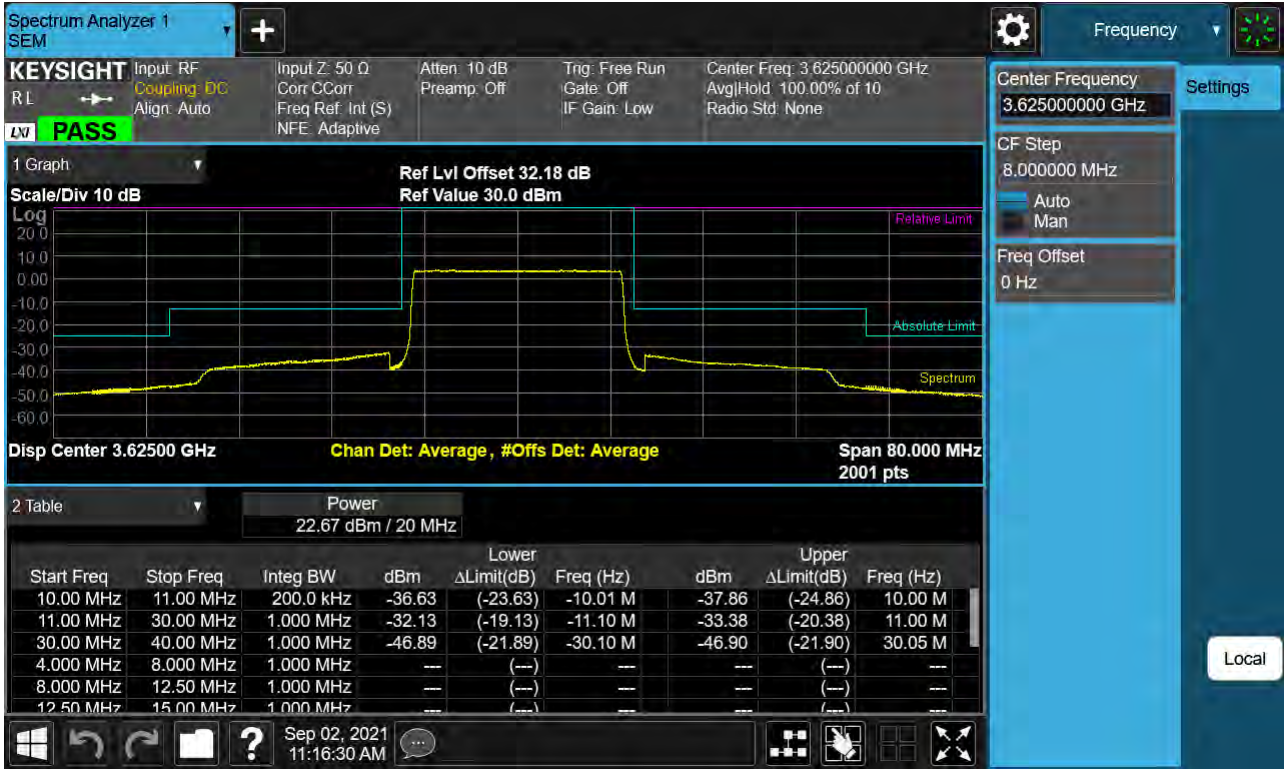 Spectrum Analyzer 1
SEM
Frequency
KEYSIGHT
Input: RF
Coupling: DC
Align: Auto
Input Z: 50 Ω
Corr CCorr
Freq Ref: Int (S)
NFE: Adaptive
Atten: 10 dB
Preamp: Off
Trig: Free Run
Gate: Off
IF Gain: Low
Center Freq: 3.625000000 GHz
Avg|Hold: 100.00% of 10
Radio Std: None
R L
LXI PASS
Center Frequency
3.625000000 GHz
Settings
CF Step
8.000000 MHz
Auto
Man
Freq Offset
0 Hz
Local
1 Graph
Scale/Div 10 dB
Ref Lvl Offset 32.18 dB
Ref Value 30.0 dBm
Log
20.0
10.0
0.00
-10.0
-20.0
-30.0
-40.0
-50.0
-60.0
Relative Limit
Absolute Limit
Spectrum
Disp Center 3.62500 GHz
Chan Det: Average , #Offs Det: Average
Span 80.000 MHz
2001 pts
2 Table
Power
22.67 dBm / 20 MHz
Lower Upper
Start Freq Stop Freq Integ BW dBm ΔLimit(dB) Freq (Hz) dBm ΔLimit(dB) Freq (Hz)
10.00 MHz 11.00 MHz 200.0 kHz -36.63 (-23.63) -10.01 M -37.86 (-24.86) 10.00 M
11.00 MHz 30.00 MHz 1.000 MHz -32.13 (-19.13) -11.10 M -33.38 (-20.38) 11.00 M
30.00 MHz 40.00 MHz 1.000 MHz -46.89 (-21.89) -30.10 M -46.90 (-21.90) 30.05 M
4.000 MHz 8.000 MHz 1.000 MHz --- (---) --- --- (---) ---
8.000 MHz 12.50 MHz 1.000 MHz --- (---) --- --- (---) ---
12.50 MHz 15.00 MHz 1.000 MHz --- (---) --- --- (---) ---
?
Sep 02, 2021
11:16:30 AM